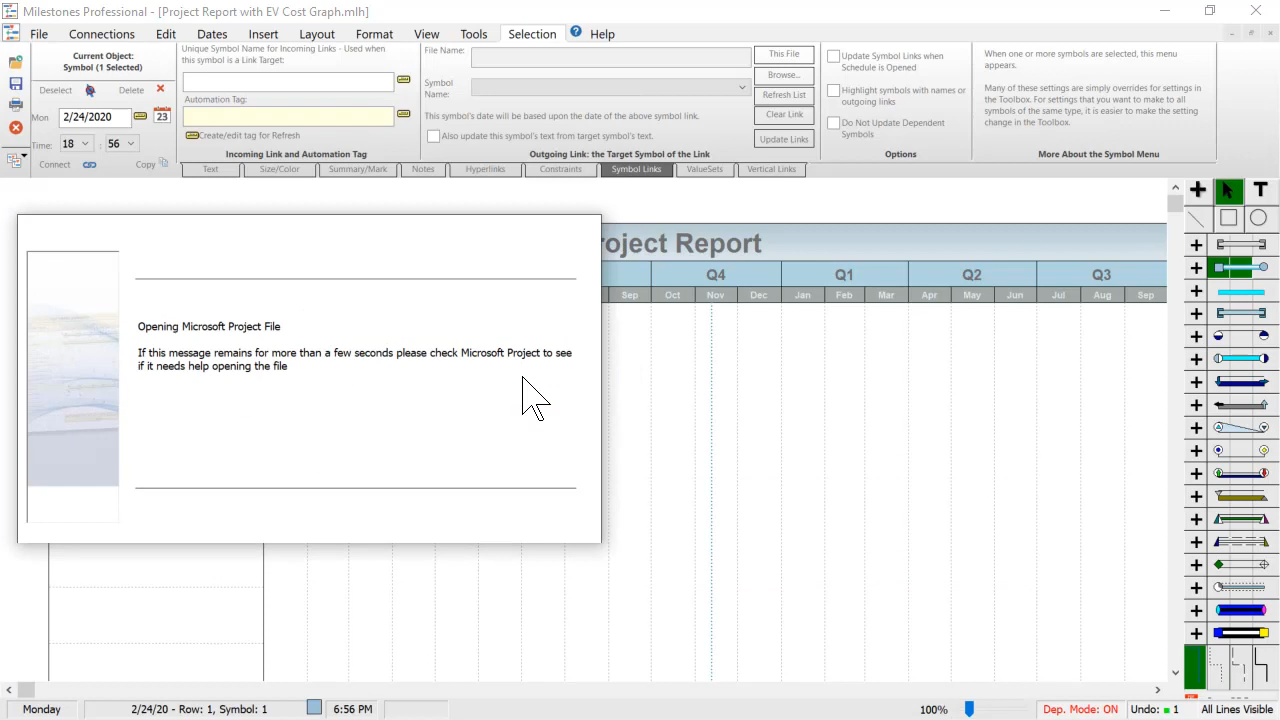 Milestones Professional - [Project Report with EV Cost Graph.mlh]
File Connections Edit Insert Dates Layout Format View Tools Selection Help
Current Object:
Symbol (1 Selected)
Deselect Delete
Mon 2/24/2020 23
Time: 18 : 56
Connect Copy
Unique Symbol Name for Incoming Links - Used when
this symbol is a Link Target:
Automation Tag:
Create/edit tag for Refresh
Incoming Link and Automation Tag
File Name:
Symbol
Name:
This symbol's date will be based upon the date of the above symbol link.
Also update this symbol's text from target symbol's text.
Outgoing Link: the Target Symbol of the Link
This File
Browse..
Refresh List
Clear Link
Update Links
Update Symbol Links when
Schedule is Opened
Highlight symbols with names or
outgoing links
Do Not Update Dependent
Symbols
Options
When one or more symbols are selected, this menu
appears.
Many of these settings are simply overrides for settings in
the Toolbox. For settings that you want to make to all
symbols of the same type, it is easier to make the setting
change in the Toolbox.
More About the Symbol Menu
Text Size/Color Summary/Mark Notes Hyperlinks Constraints Symbol Links ValueSets Vertical Links
roject Report
Q4 Q1 Q2 Q3
Sep Oct Nov Dec Jan Feb Mar Apr May Jun Jul Aug Sep
Opening Microsoft Project File
If this message remains for more than a few seconds please check Microsoft Project to see
if it needs help opening the file
T
Monday 2/24/20 - Row: 1, Symbol: 1 6:56 PM 100% Dep. Mode: ON Undo: 1 All Lines Visible